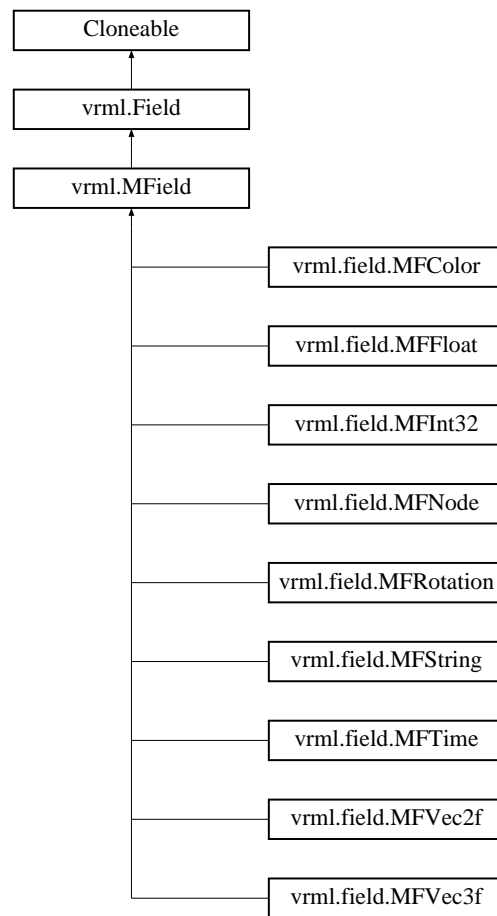 Cloneable
vrml.Field
vrml.MField
vrml.field.MFColor
vrml.field.MFFloat
vrml.field.MFInt32
vrml.field.MFNode
vrml.field.MFRotation
vrml.field.MFString
vrml.field.MFTime
vrml.field.MFVec2f
vrml.field.MFVec3f